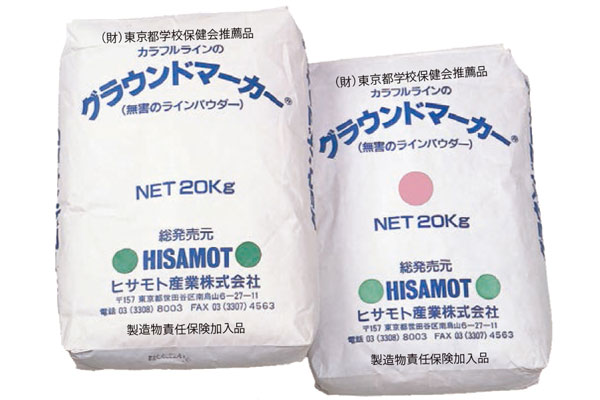 (財)東京都学校保健会推薦品
カラフルラインの
グラウンドマーカー®
(無害のラインパウダー)
NET 20Kg
総発売元
HISAMOT
ヒサモト産業株式会社
〒157 東京都世田谷区南烏山6-27-11
電話 03 (3308) 8003 FAX 03 (3307) 4563
製造物責任保険加入品
(財)東京都学校保健会推薦品
カラフルラインの
グラウンドマーカー®
(無害のラインパウダー)
NET 20Kg
総発売元
HISAMOT
ヒサモト産業株式会社
〒157 東京都世田谷区南烏山6-27-11
電話 03 (3308) 8003 FAX 03 (3307) 4563
製造物責任保険加入品